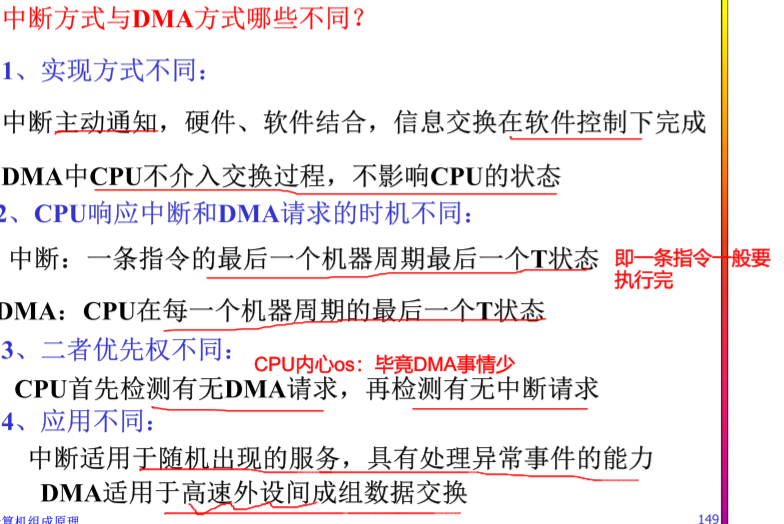 中断方式与DMA方式哪些不同？
1、实现方式不同：
中断主动通知，硬件、软件结合，信息交换在软件控制下完成
DMA中CPU不介入交换过程，不影响CPU的状态
2、CPU响应中断和DMA请求的时机不同：
中断：一条指令的最后一个机器周期最后一个T状态
即一条指令一般要
执行完
DMA：CPU在每一个机器周期的最后一个T状态
3、二者优先权不同：
CPU内心os：毕竟DMA事情少
CPU首先检测有无DMA请求，再检测有无中断请求
4、应用不同：
中断适用于随机出现的服务，具有处理异常事件的能力
DMA适用于高速外设间成组数据交换
算机组成原理
149